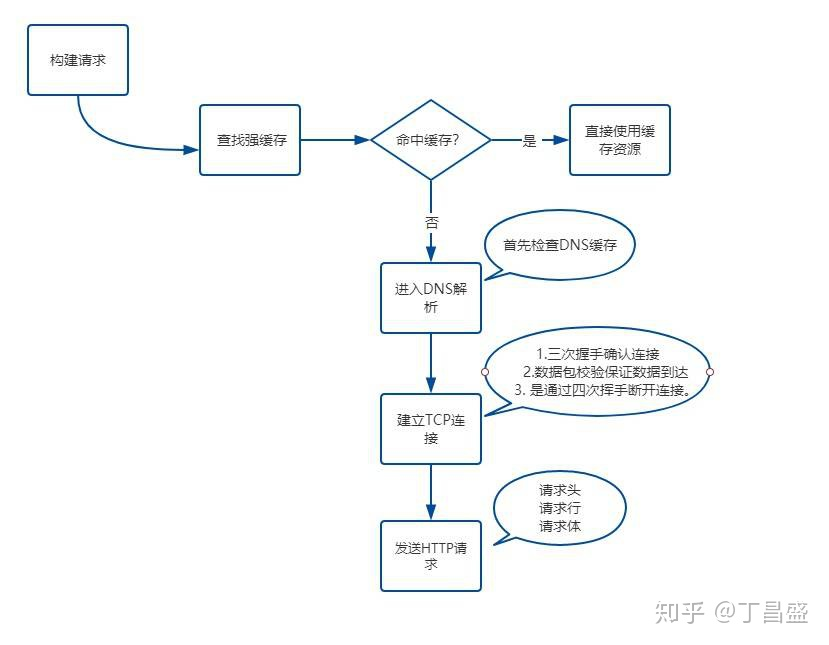 构建请求
查找强缓存
命中缓存?
是
直接使用缓
存资源
否
首先检查DNS缓存
进入DNS解
析
1.三次握手确认连接
2.数据包校验保证数据到达
3. 是通过四次挥手断开连接。
建立TCP连
接
请求头
请求行
请求体
发送HTTP请
求
知乎 @丁昌盛